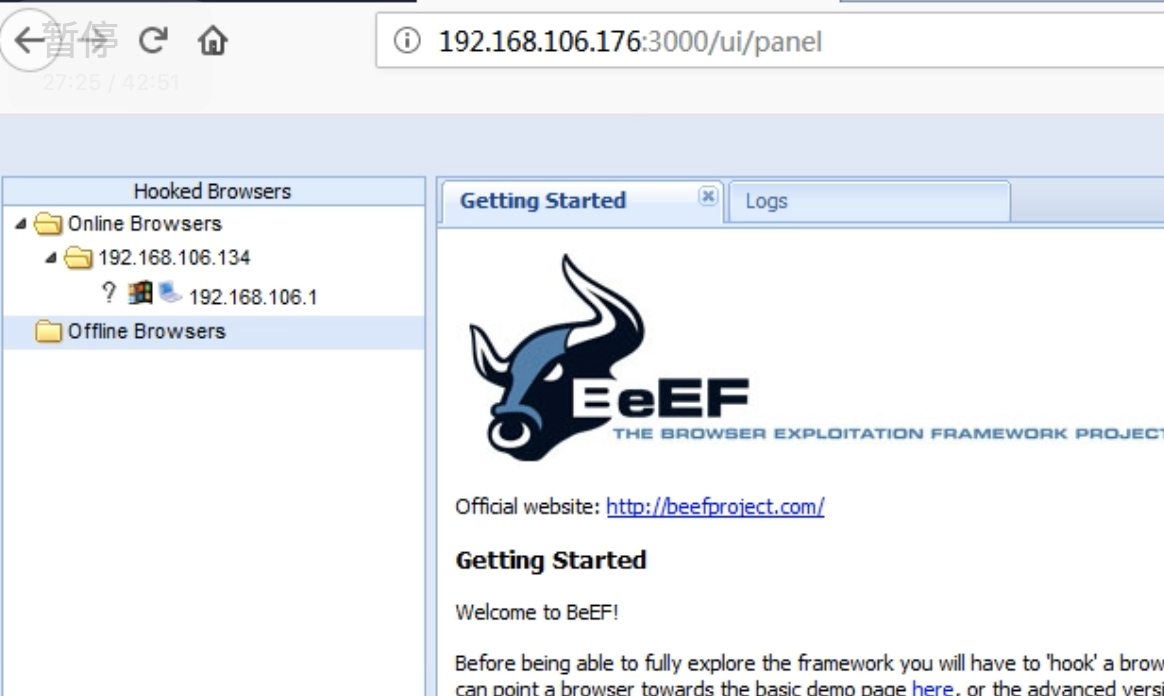 暂停
27:25 / 42:51
192.168.106.176:3000/ui/panel
Hooked Browsers
Online Browsers
192.168.106.134
? 192.168.106.1
Offline Browsers
Getting Started
Logs
BeEF
THE BROWSER EXPLOITATION FRAMEWORK PROJECT
Official website: http://beefproject.com/
Getting Started
Welcome to BeEF!
Before being able to fully explore the framework you will have to 'hook' a brow
can point a browser towards the basic demo page here, or the advanced versi